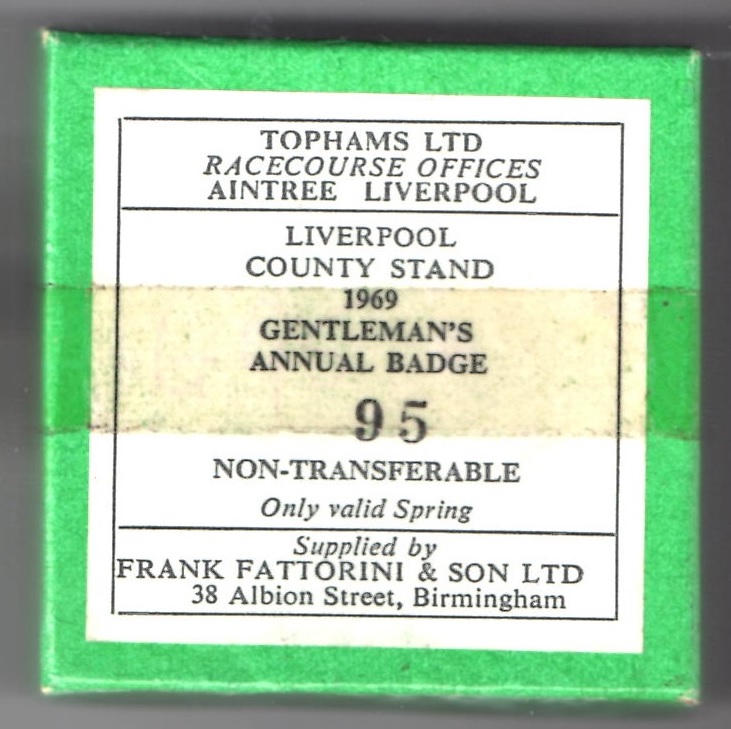 TOPHAMS LTD
RACECOURSE OFFICES
AINTREE LIVERPOOL
LIVERPOOL
COUNTY STAND
1969
GENTLEMAN'S
ANNUAL BADGE
95
NON-TRANSFERABLE
Only valid Spring
Supplied by
FRANK FATTORINI & SON LTD
38 Albion Street, Birmingham